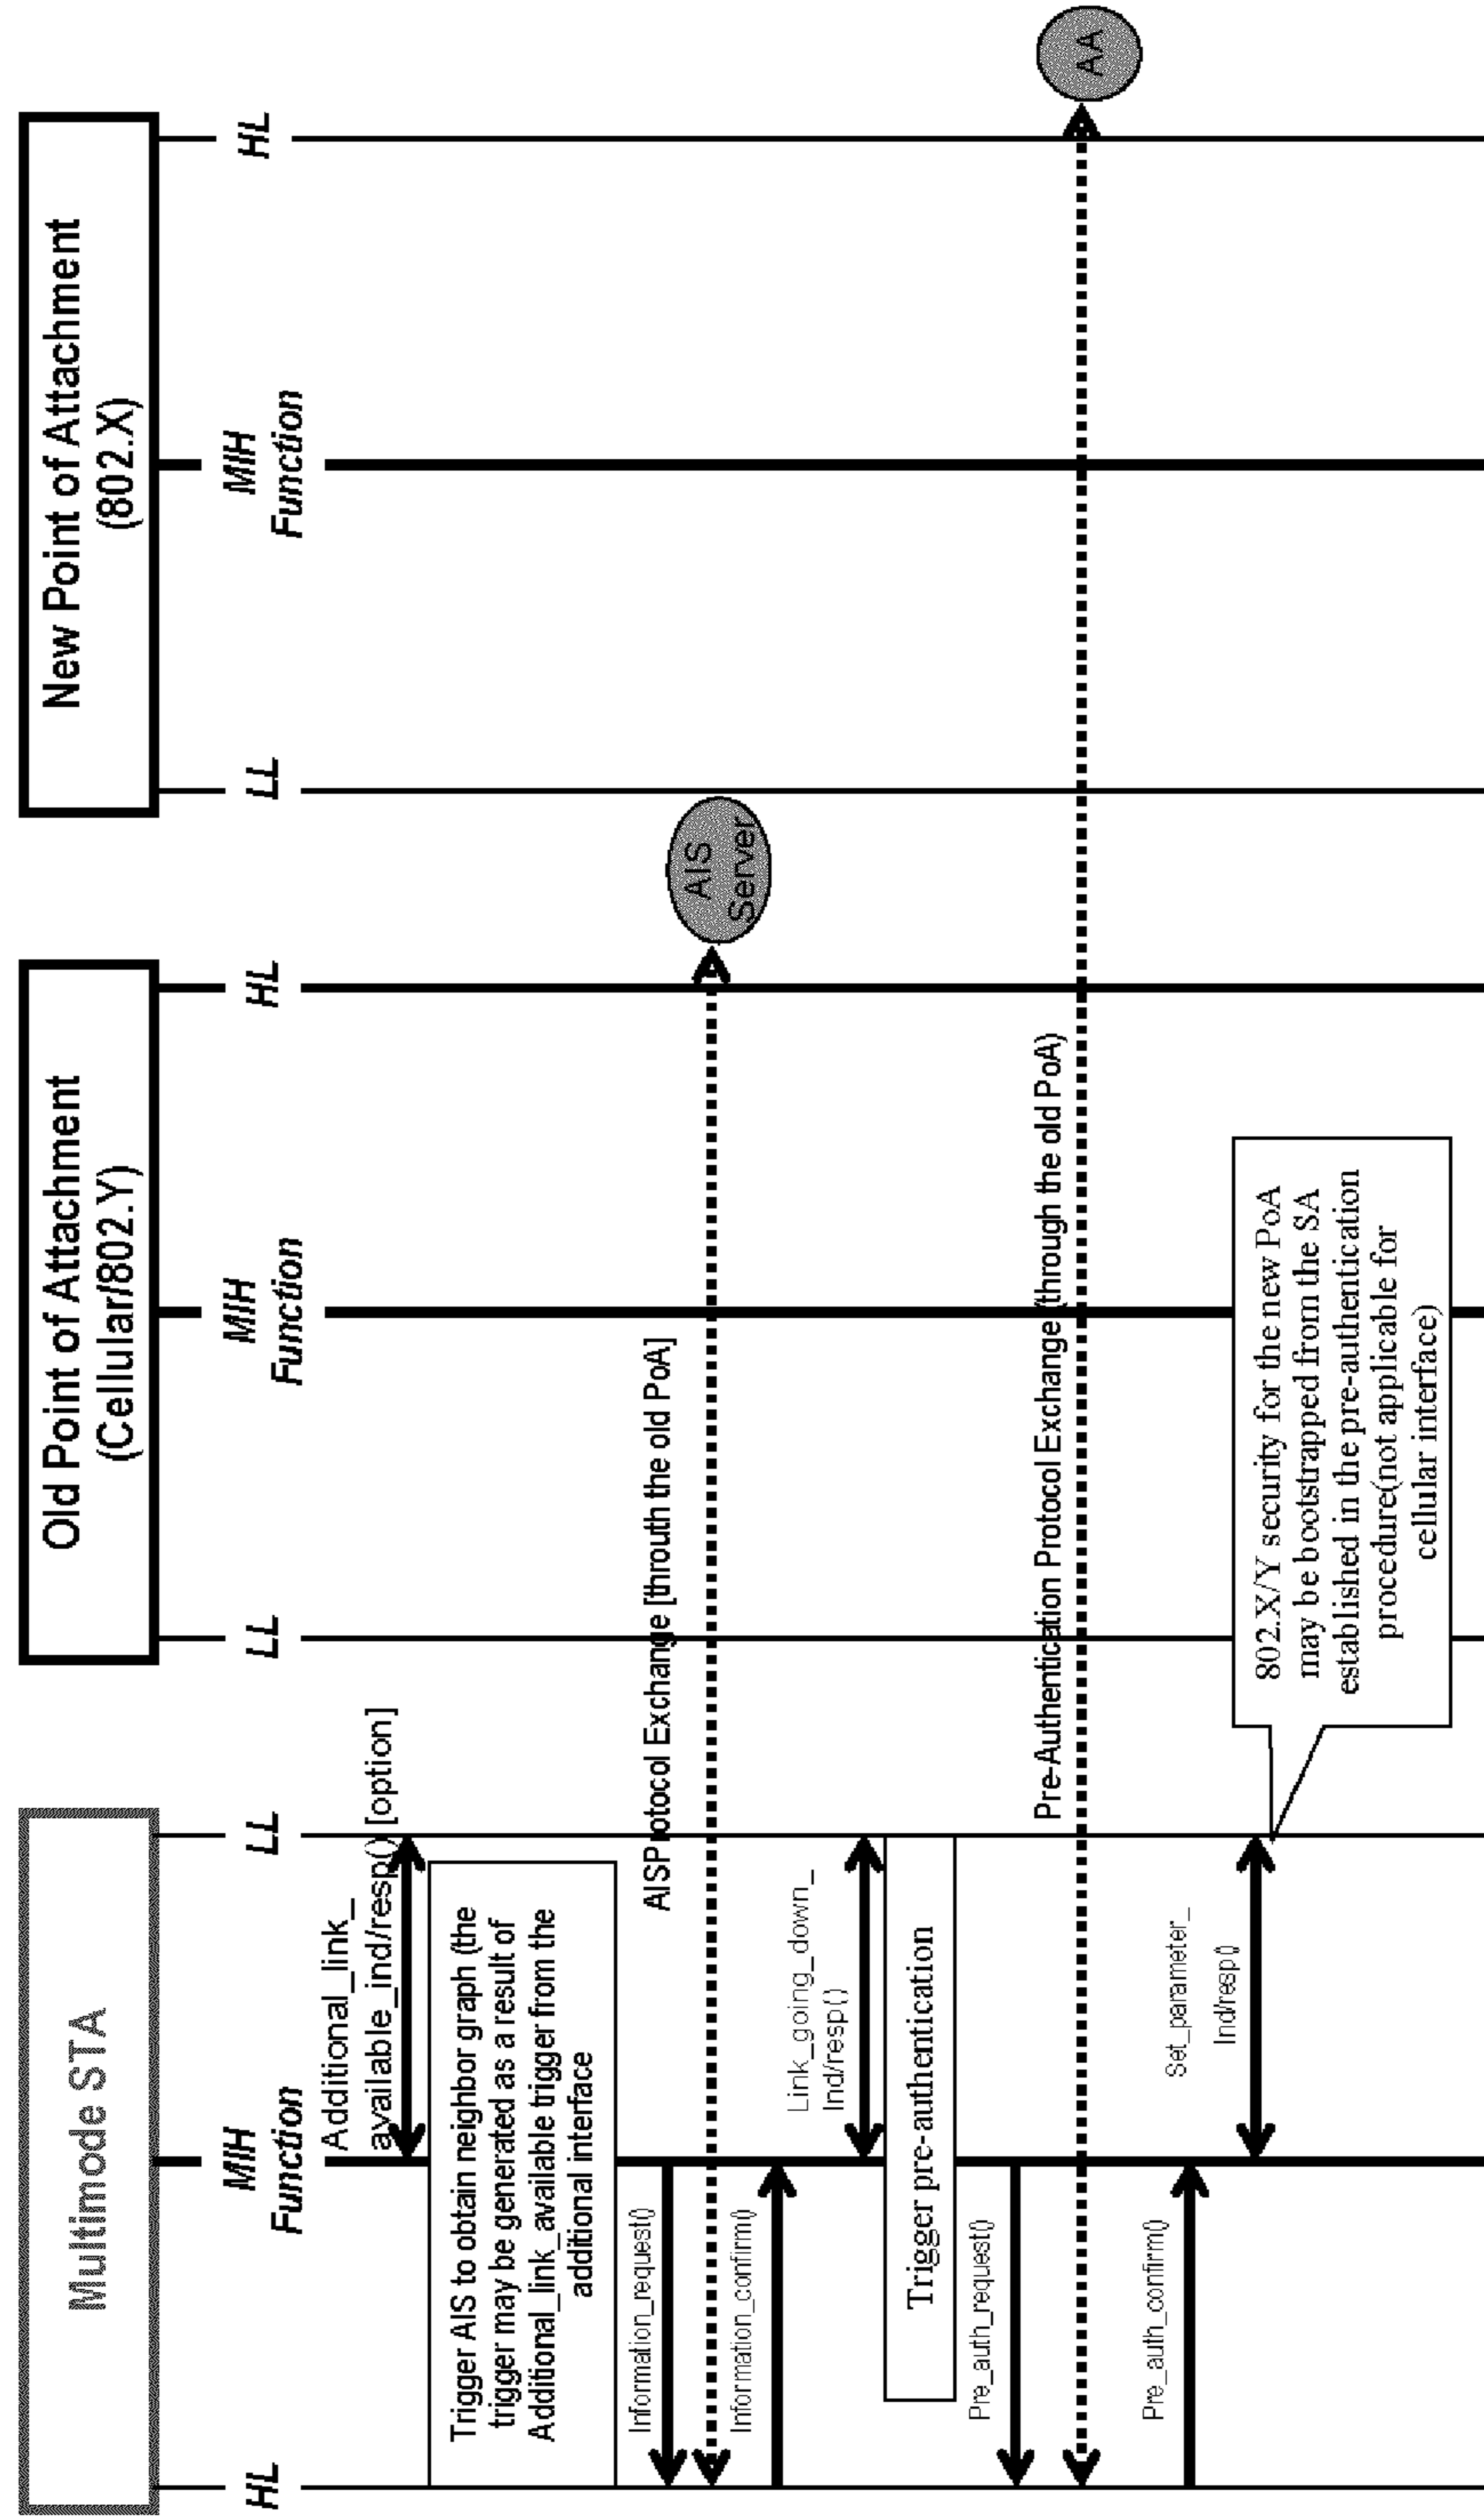 Multimode STA
Old Point of Attachment
(Cellular/802.Y)
New Point of Attachment
(802.X)
HL
MIH
Function
LL
LL
MIH
Function
HL
LL
MIH
Function
HL
Additional_link_
available_ind/resp() [option]
Trigger AIS to obtain neighbor graph (the
trigger may be generated as a result of
Additional_link_available trigger from the
additional interface
Information_request()
AISProtocol Exchange [throuth the old PoA]
AIS
Server
Information_confirm()
Link_going_down_
Ind/resp()
Trigger pre-authentication
Pre_auth_request()
Pre-Authentication Protocol Exchange (through the old PoA)
AA
Pre_auth_confirm()
Set_parameter_
Ind/resp()
802.X/Y security for the new PoA
may be bootstrapped from the SA
established in the pre-authentication
procedure(not applicable for
cellular interface)